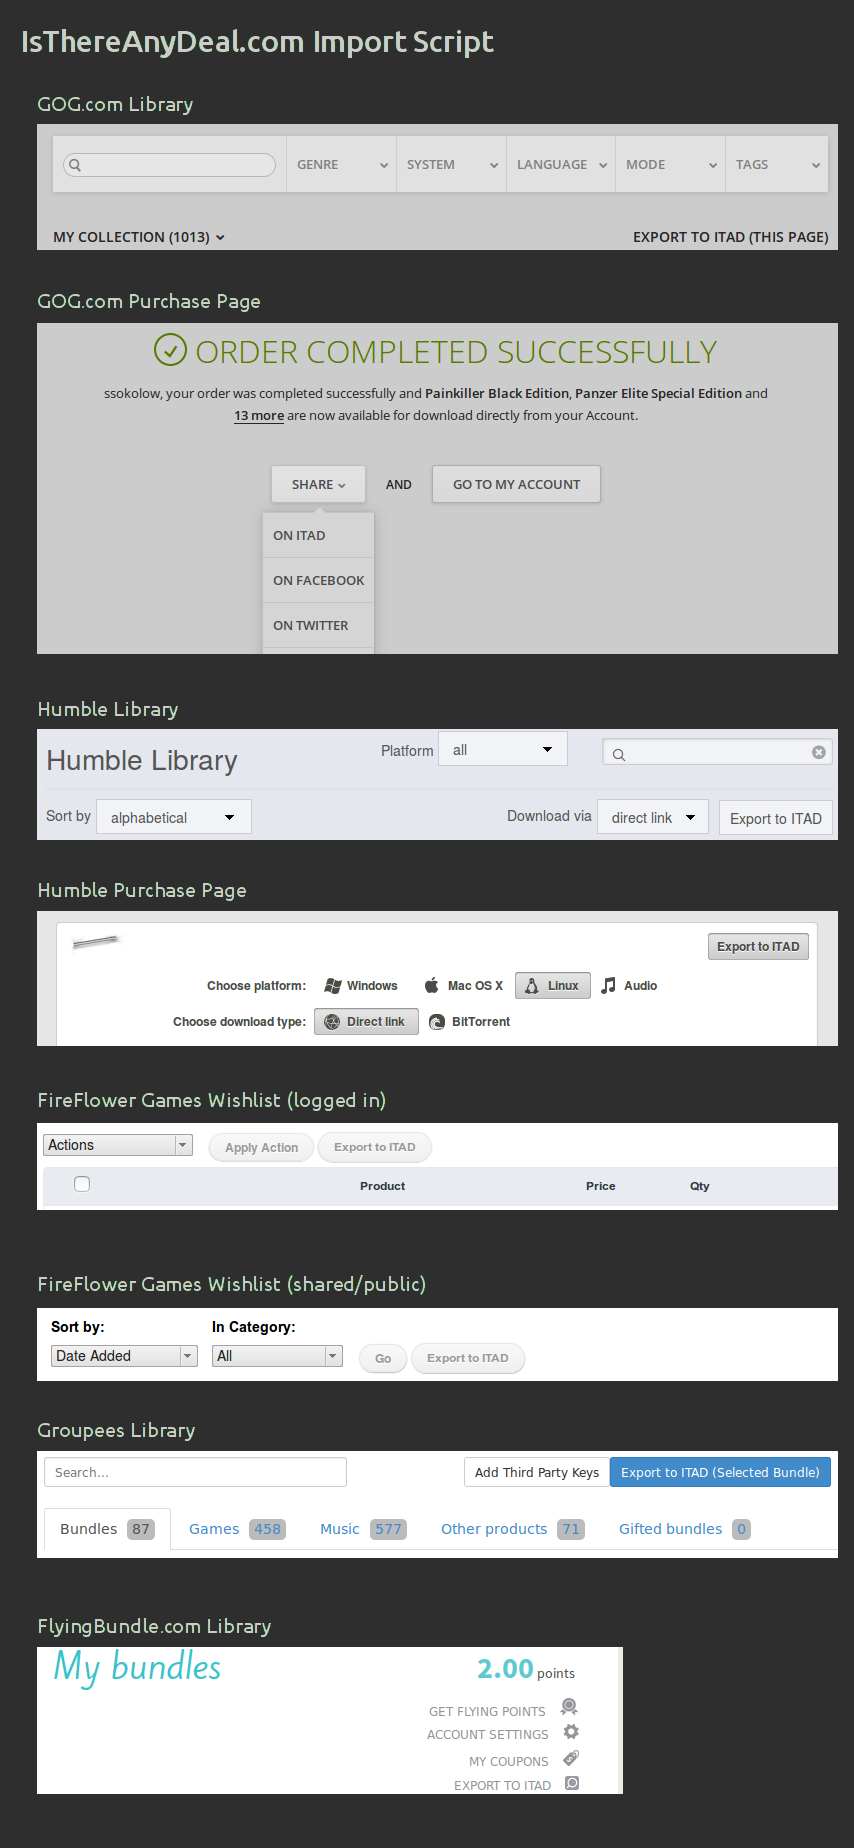 IsThereAnyDeal.com Import Script
GOG.com Library
GENRE SYSTEM LANGUAGE MODE TAGS
MY COLLECTION (1013) EXPORT TO ITAD (THIS PAGE)
GOG.com Purchase Page
ORDER COMPLETED SUCCESSFULLY
ssokolow, your order was completed successfully and Painkiller Black Edition, Panzer Elite Special Edition and
13 more are now available for download directly from your Account.
SHARE AND GO TO MY ACCOUNT
ON ITAD
ON FACEBOOK
ON TWITTER
Humble Library
Humble Library Platform all
Sort by alphabetical Download via direct link Export to ITAD
Humble Purchase Page
Export to ITAD
Choose platform: Windows Mac OS X Linux Audio
Choose download type: Direct link BitTorrent
FireFlower Games Wishlist (logged in)
Actions Apply Action Export to ITAD
Product Price Qty
FireFlower Games Wishlist (shared/public)
Sort by: In Category:
Date Added All Go Export to ITAD
Groupees Library
Search... Add Third Party Keys Export to ITAD (Selected Bundle)
Bundles 87 Games 458 Music 577 Other products 71 Gifted bundles 0
FlyingBundle.com Library
My bundles 2.00 points
GET FLYING POINTS
ACCOUNT SETTINGS
MY COUPONS
EXPORT TO ITAD